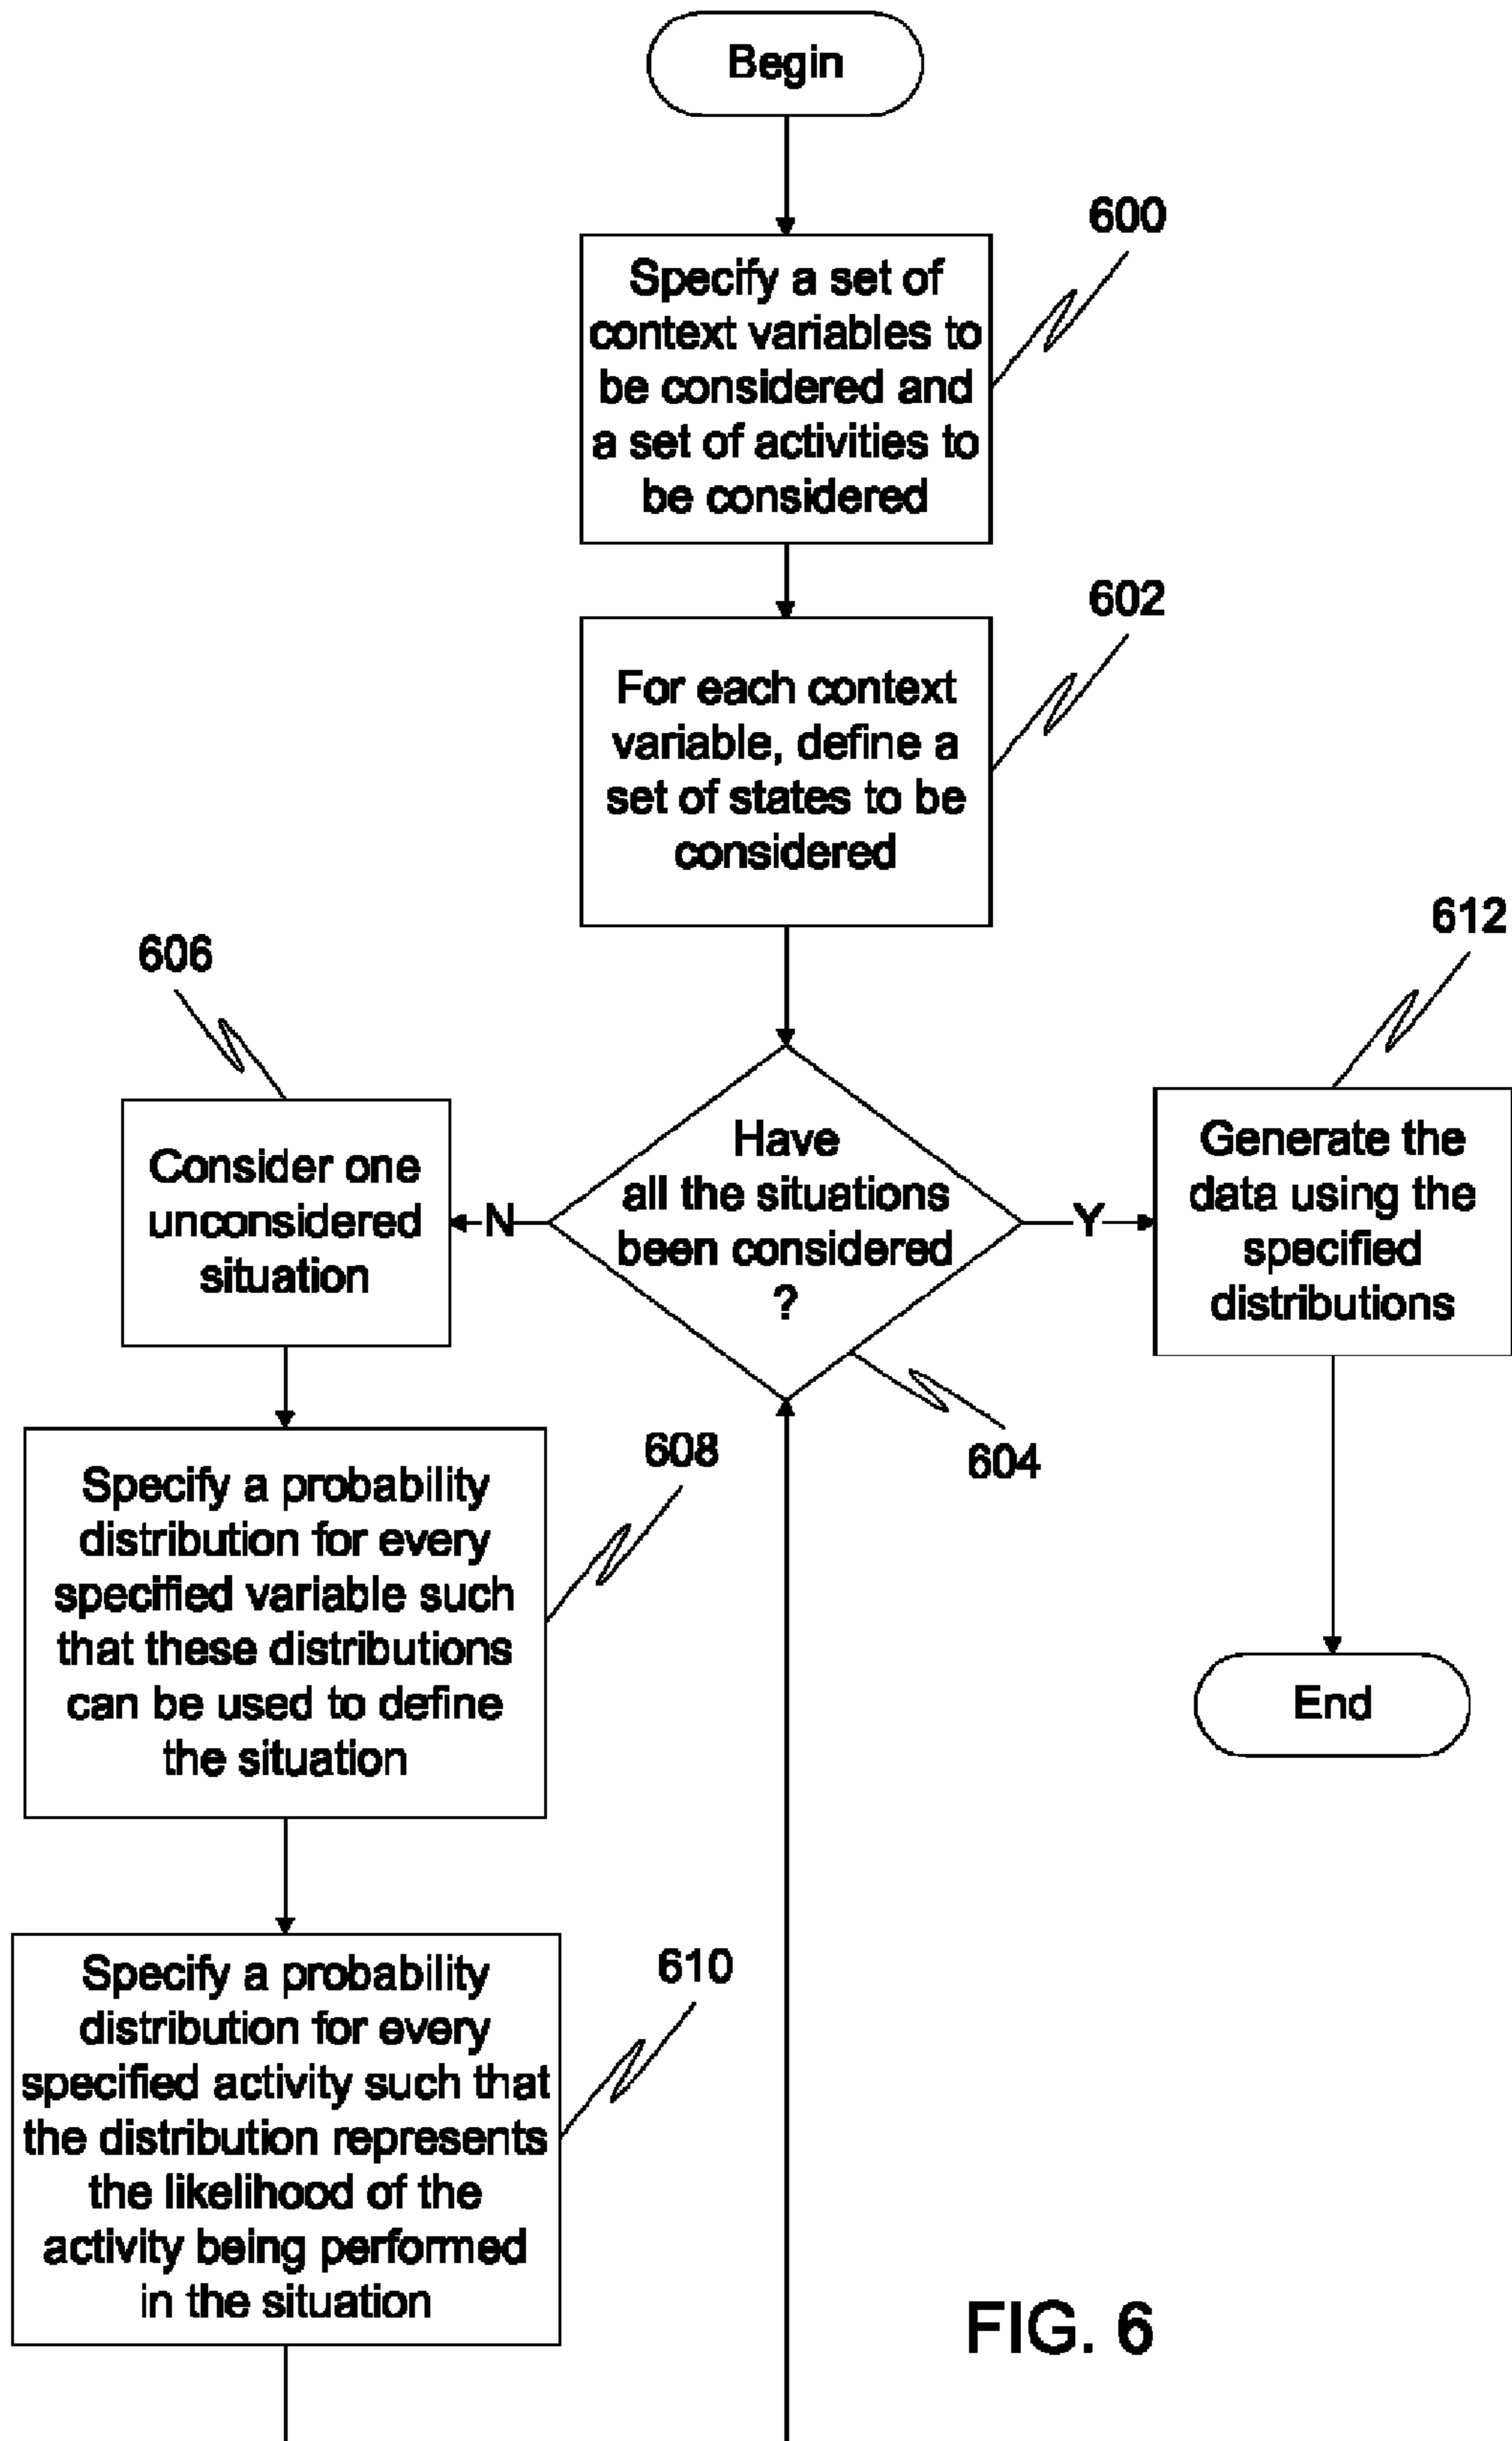 Begin
600
Specify a set of
context variables to
be considered and
a set of activities to
be considered
602
For each context
variable, define a
set of states to be
considered
606
612
Consider one
unconsidered
situation
N
Have
all the situations
been considered
?
Y
Generate the
data using the
specified
distributions
604
608
Specify a probability
distribution for every
specified variable such
that these distributions
can be used to define
the situation
End
610
Specify a probability
distribution for every
specified activity such that
the distribution represents
the likelihood of the
activity being performed
in the situation
FIG. 6